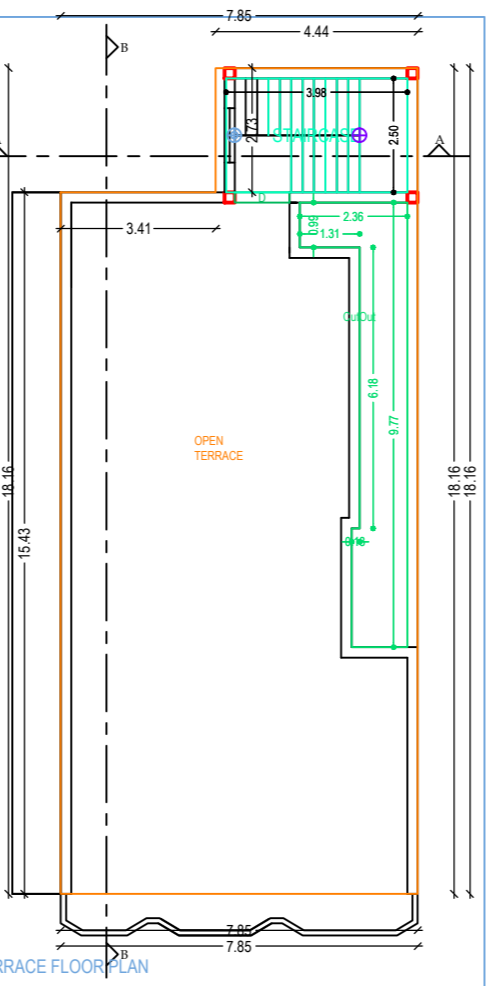 7.85
4.44
B
3.98
2.73
STAIRCASE
2.50
A
D
3.41
0.99
2.36
1.31
CutOut
6.18
9.77
OPEN
TERRACE
18.16
15.43
18.16
18.16
7.85
7.85
B
RRACE FLOOR PLAN